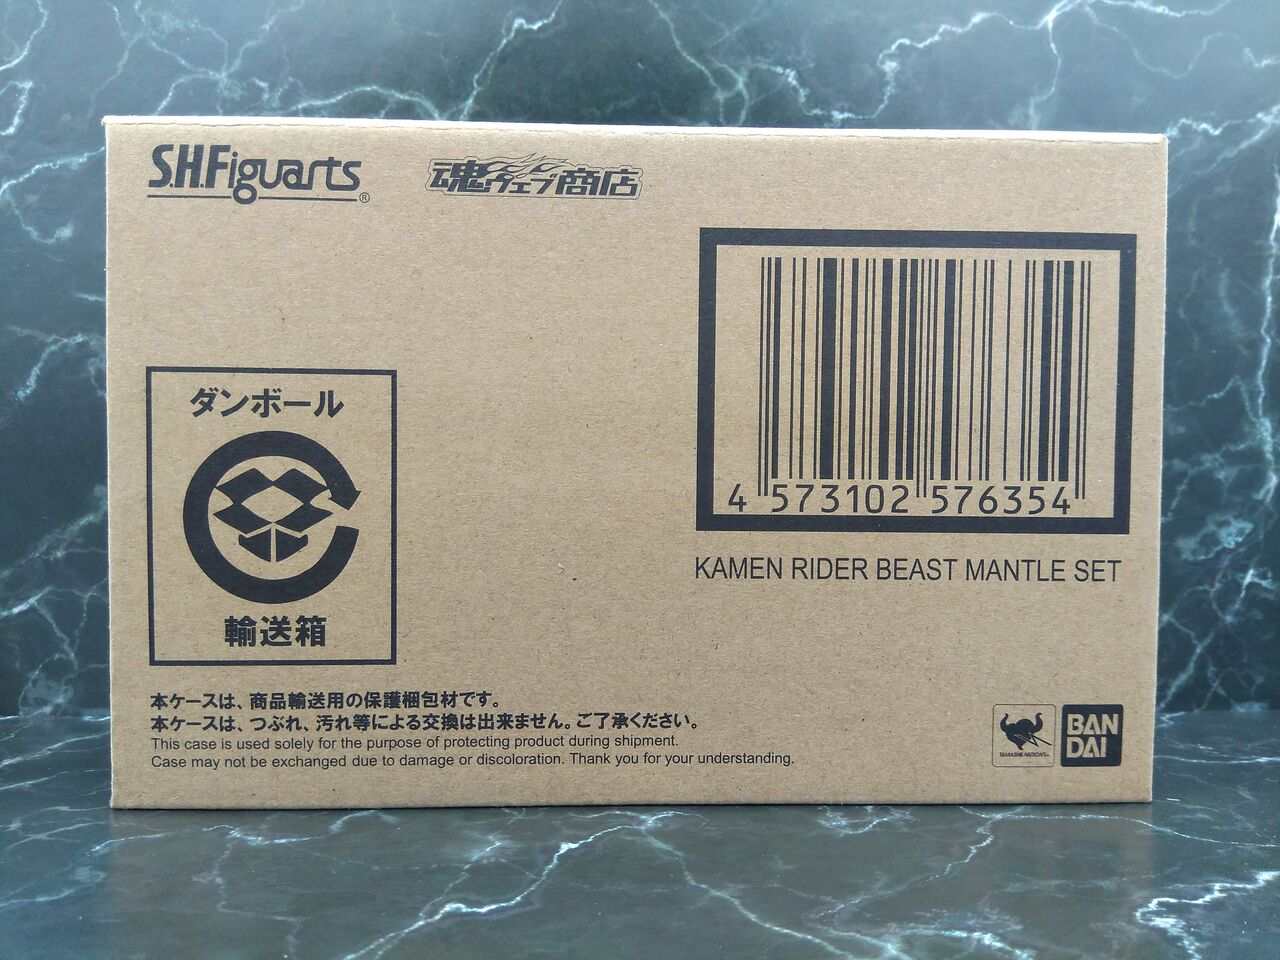 S.H.Figuarts®
魂ウェブ商店
4 573102 576354
KAMEN RIDER BEAST MANTLE SET
ダンボール
輸送箱
本ケースは、商品輸送用の保護梱包材です。
本ケースは、つぶれ、汚れ等による交換は出来ません。ご了承ください。
This case is used solely for the purpose of protecting product during shipment.
Case may not be exchanged due to damage or discoloration. Thank you for your understanding.
TAMASHII NATIONS
BAN
DAI